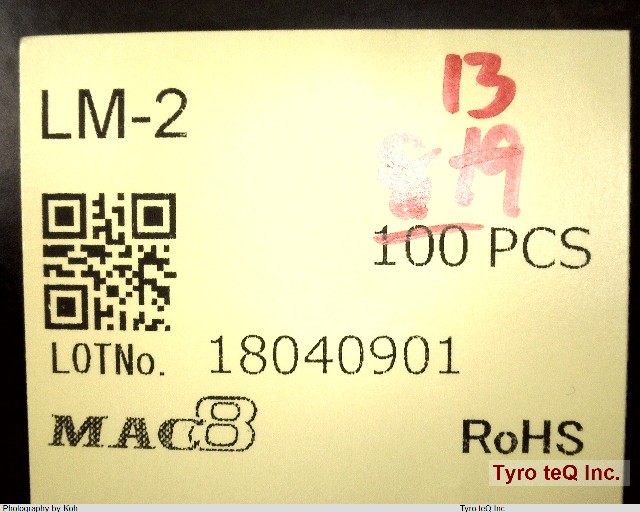 LM-2
13
19
100 PCS
LOTNo. 18040901
MAC8
RoHS
Tyro teQ Inc.
Photography by Koh
Tyro teQ Inc